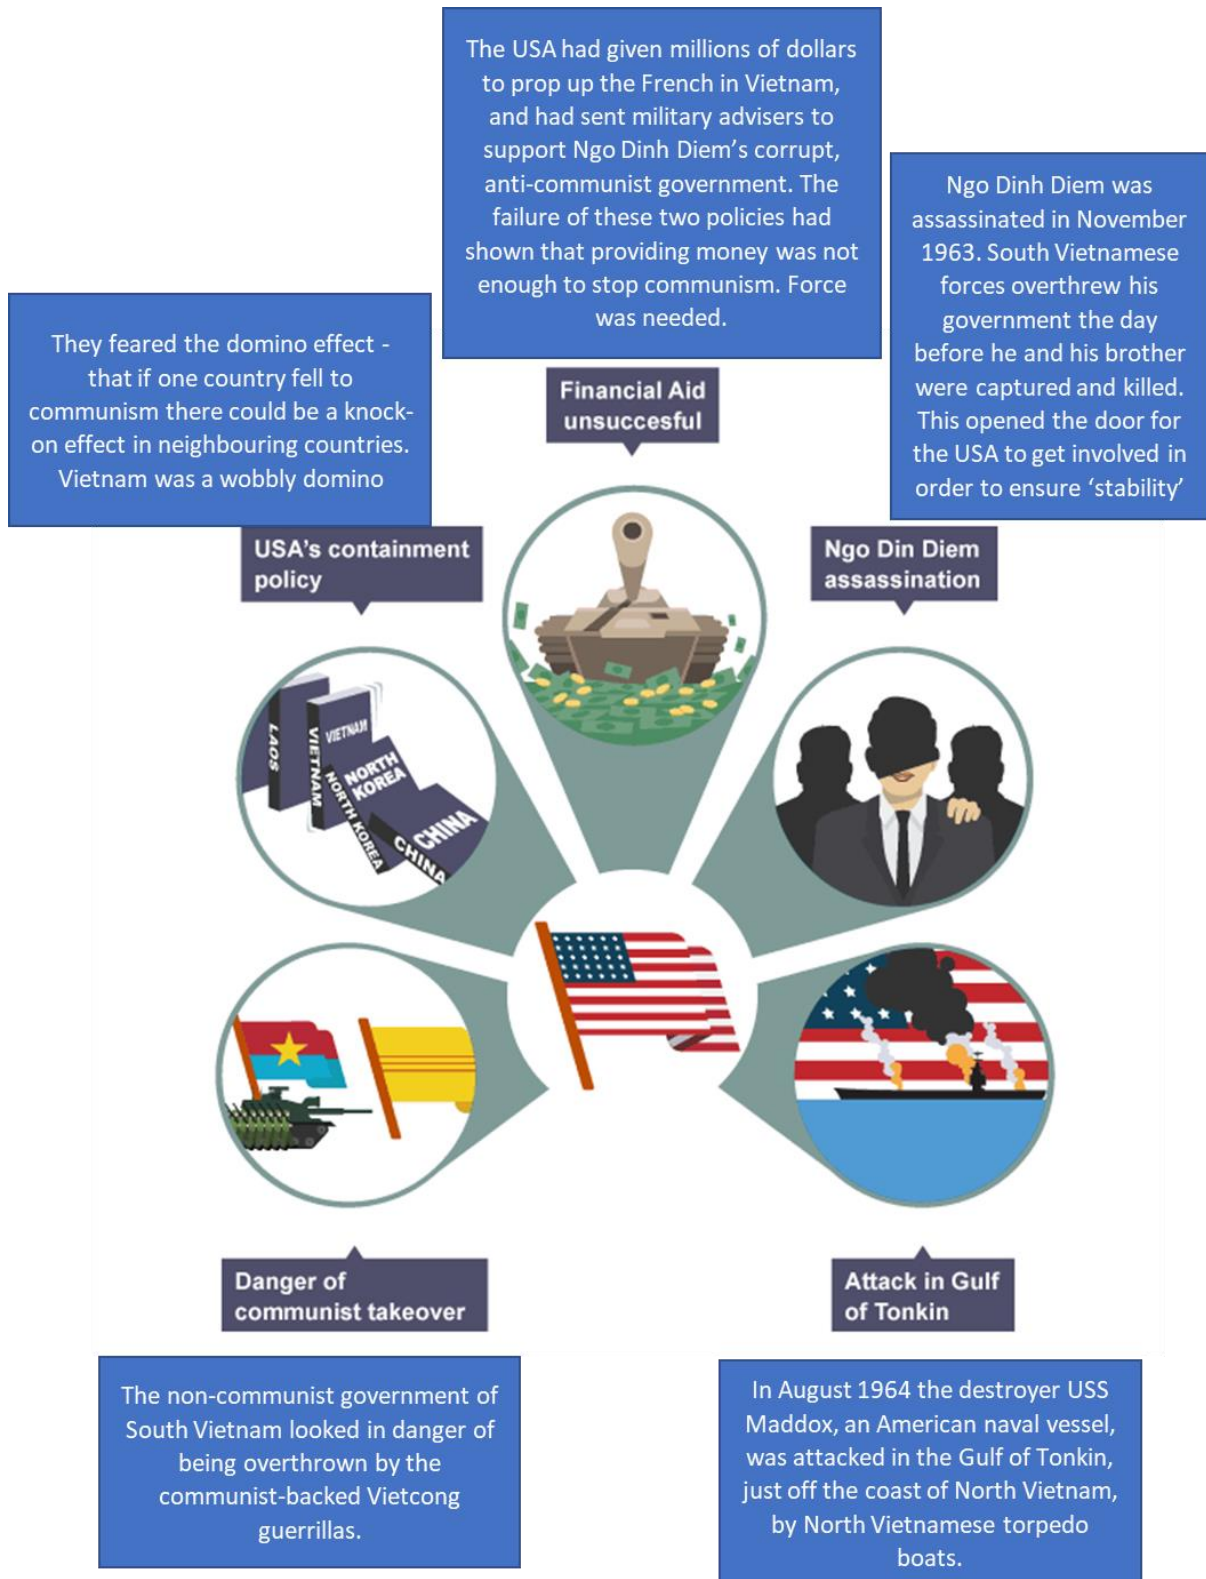 The USA had given millions of dollars
to prop up the French in Vietnam,
and had sent military advisers to
support Ngo Dinh Diem’s corrupt,
anti-communist government. The
failure of these two policies had
shown that providing money was not
enough to stop communism. Force
was needed.
Ngo Dinh Diem was
assassinated in November
1963. South Vietnamese
forces overthrew his
government the day
before he and his brother
were captured and killed.
This opened the door for
the USA to get involved in
order to ensure ‘stability’
They feared the domino effect -
that if one country fell to
communism there could be a knock-
on effect in neighbouring countries.
Vietnam was a wobbly domino
Financial Aid
unsuccesful
USA’s containment
policy
Ngo Din Diem
assassination
LAOS
VIETNAM
VIETNAM
NORTH
KOREA
NORTH KOREA
CHINA
CHINA
Danger of
communist takeover
Attack in Gulf
of Tonkin
The non-communist government of
South Vietnam looked in danger of
being overthrown by the
communist-backed Vietcong
guerrillas.
In August 1964 the destroyer USS
Maddox, an American naval vessel,
was attacked in the Gulf of Tonkin,
just off the coast of North Vietnam,
by North Vietnamese torpedo
boats.